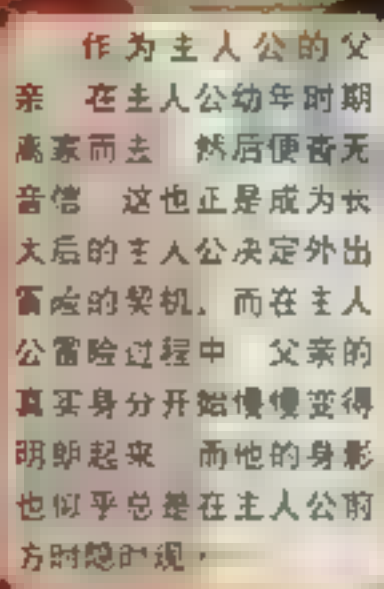 作为主人公的父
亲 在主人公幼年时期
离家而去 然后便杳无
音信 这也正是成为长
大后的主人公决定外出
冒险的契机。而在主人
公冒险过程中 父亲的
真实身分开始慢慢变得
明朗起来 而他的身影
也似乎总是在主人公前
方时隐时现。